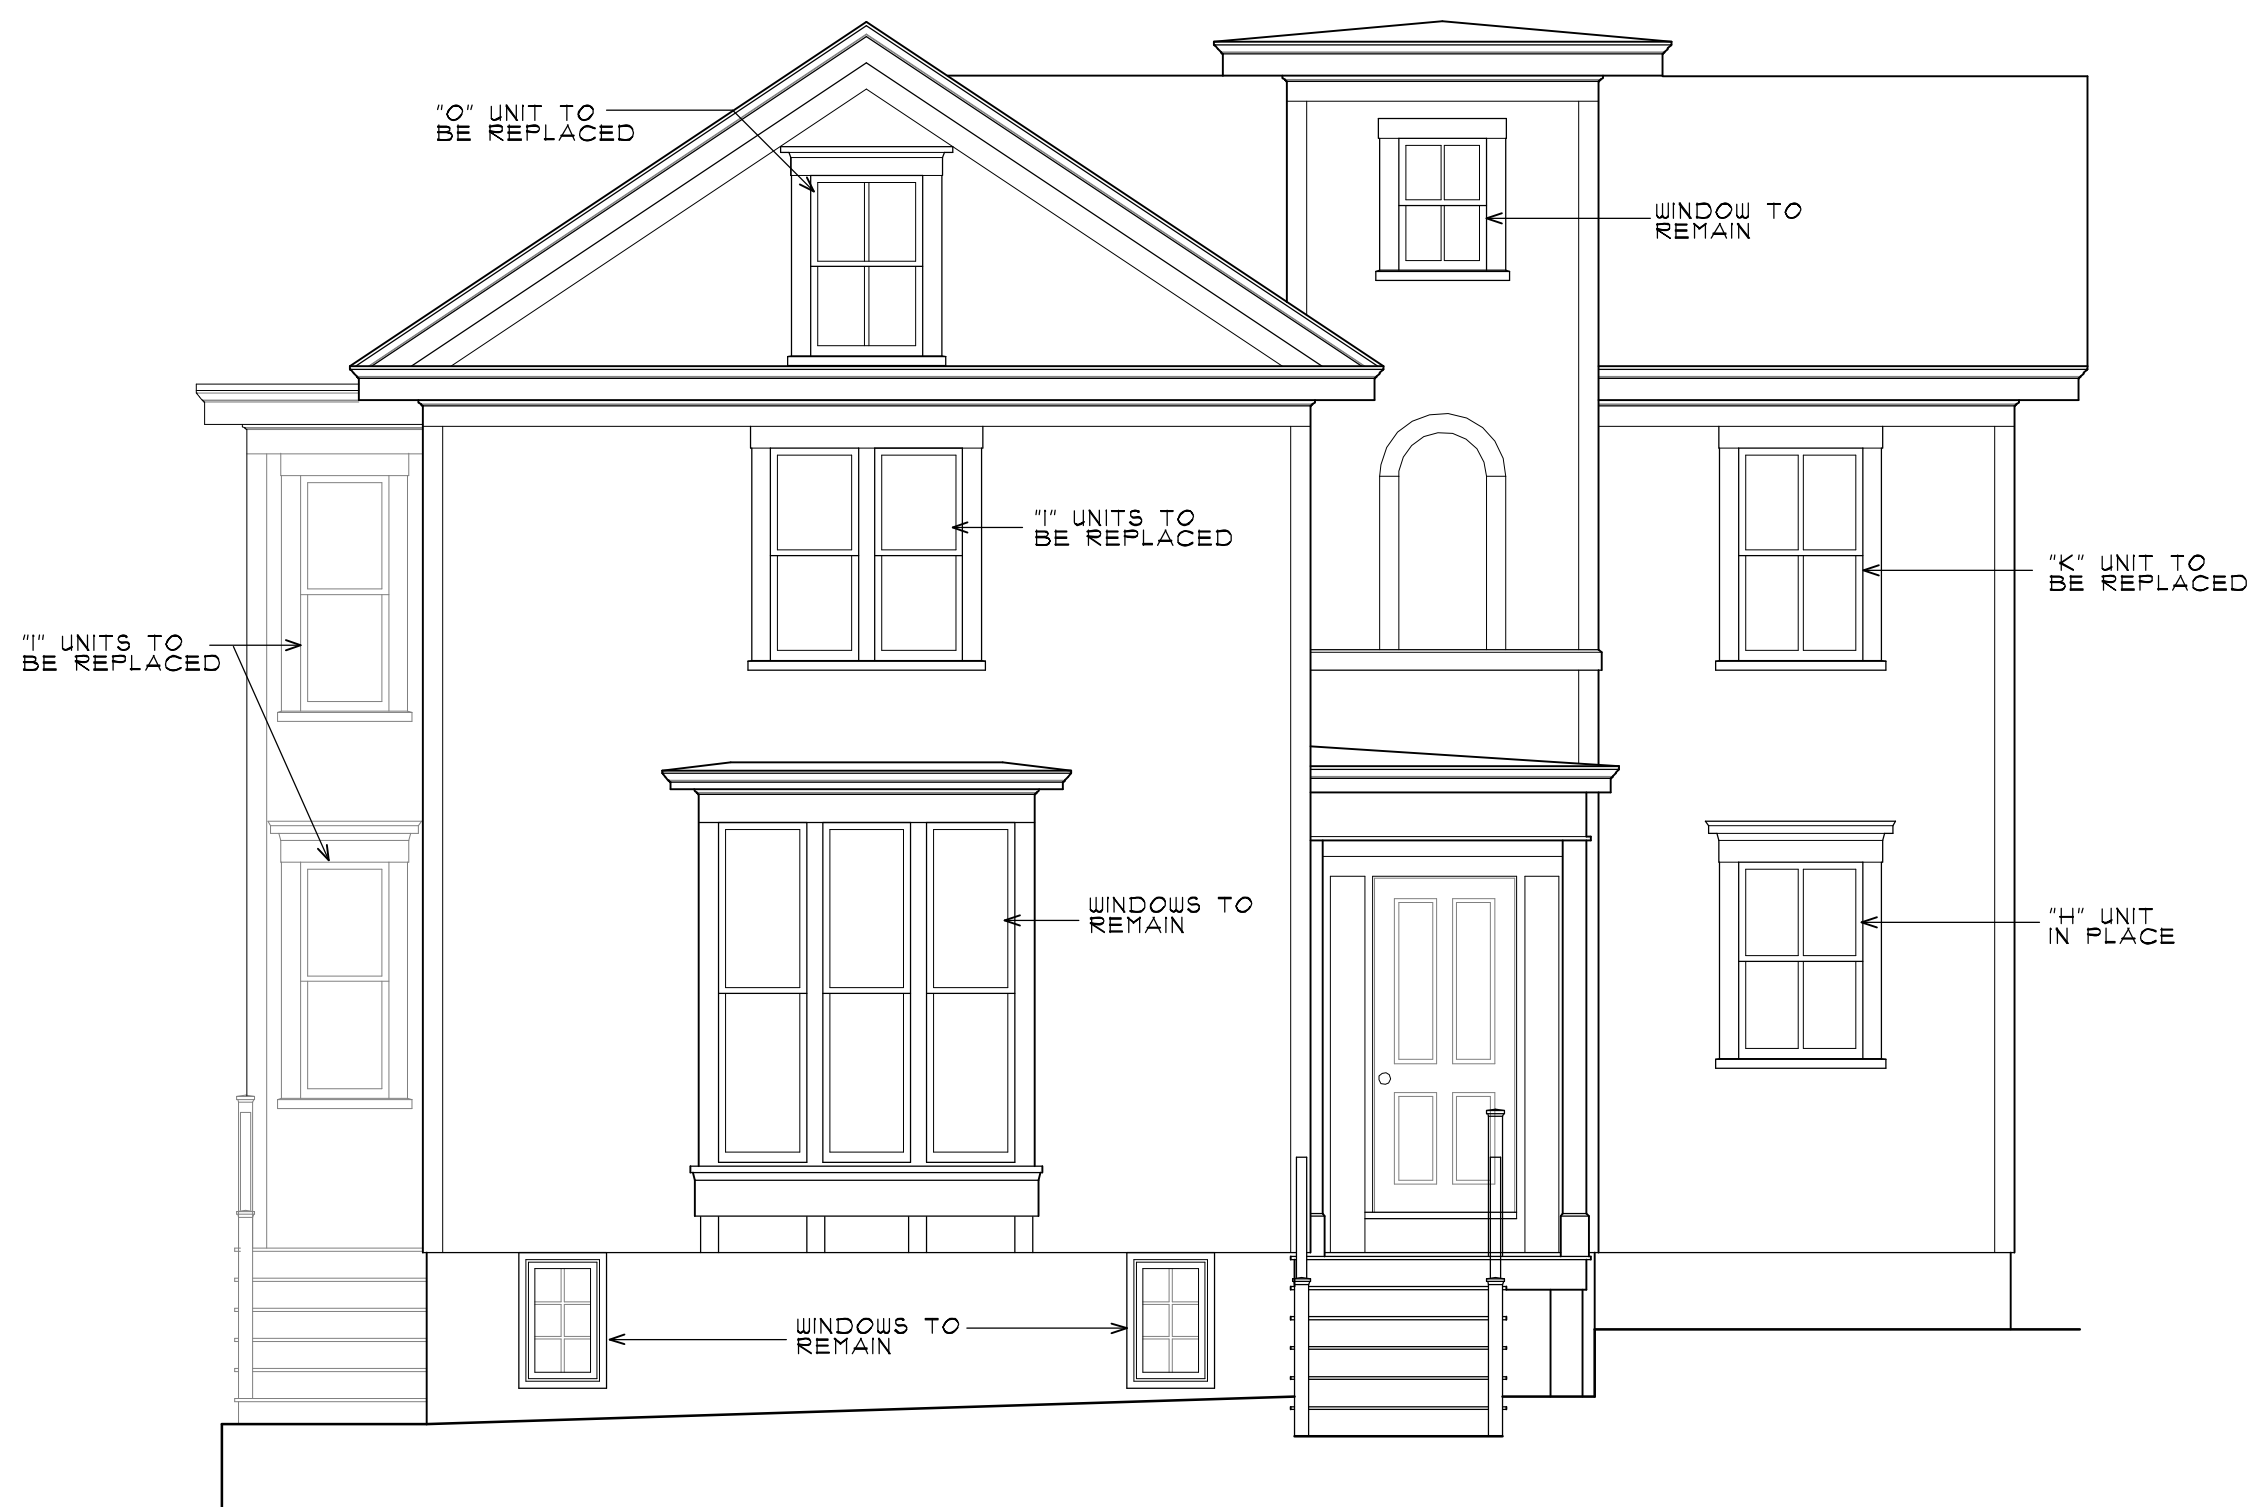 "O" UNIT TO
BE REPLACED
WINDOW TO
REMAIN
"I" UNITS TO
BE REPLACED
"K" UNIT TO
BE REPLACED
"I" UNITS TO
BE REPLACED
WINDOWS TO
REMAIN
"H" UNIT
IN PLACE
WINDOWS TO
REMAIN